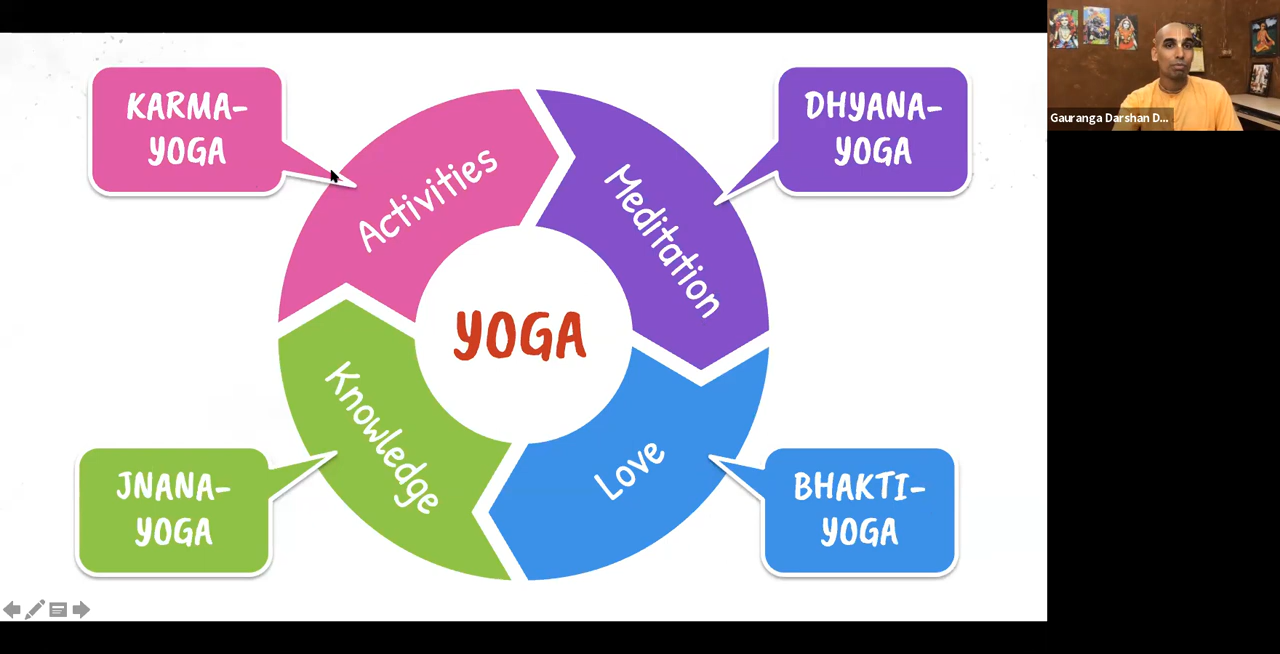 KARMA-
YOGA
DHYANA-
YOGA
Activities
Meditation
YOGA
Knowledge
Love
JNANA-
YOGA
BHAKTI-
YOGA
Gauranga Darshan D...